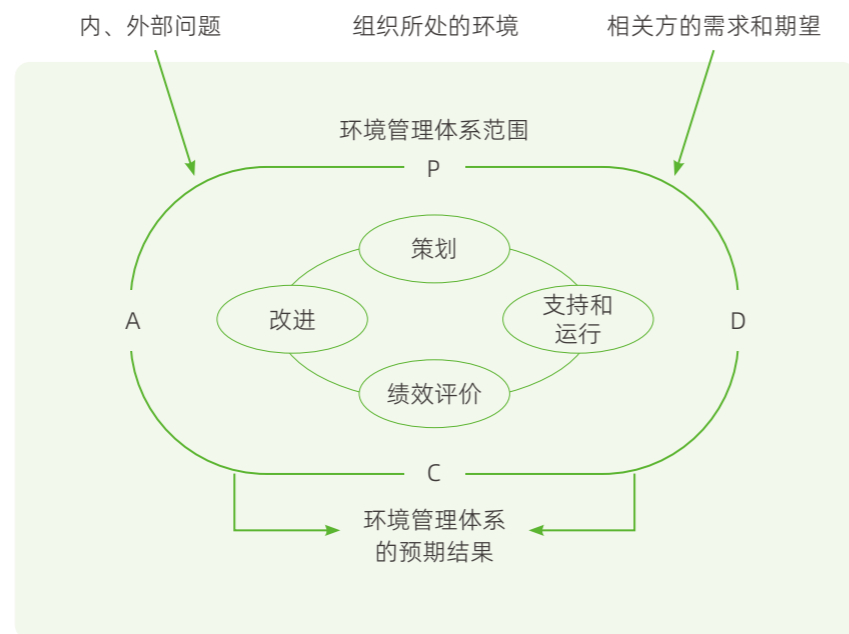 内、外部问题
组织所处的环境
相关方的需求和期望
环境管理体系范围
P
策划
改进
支持和
运行
A
D
绩效评价
C
环境管理体系
的预期结果